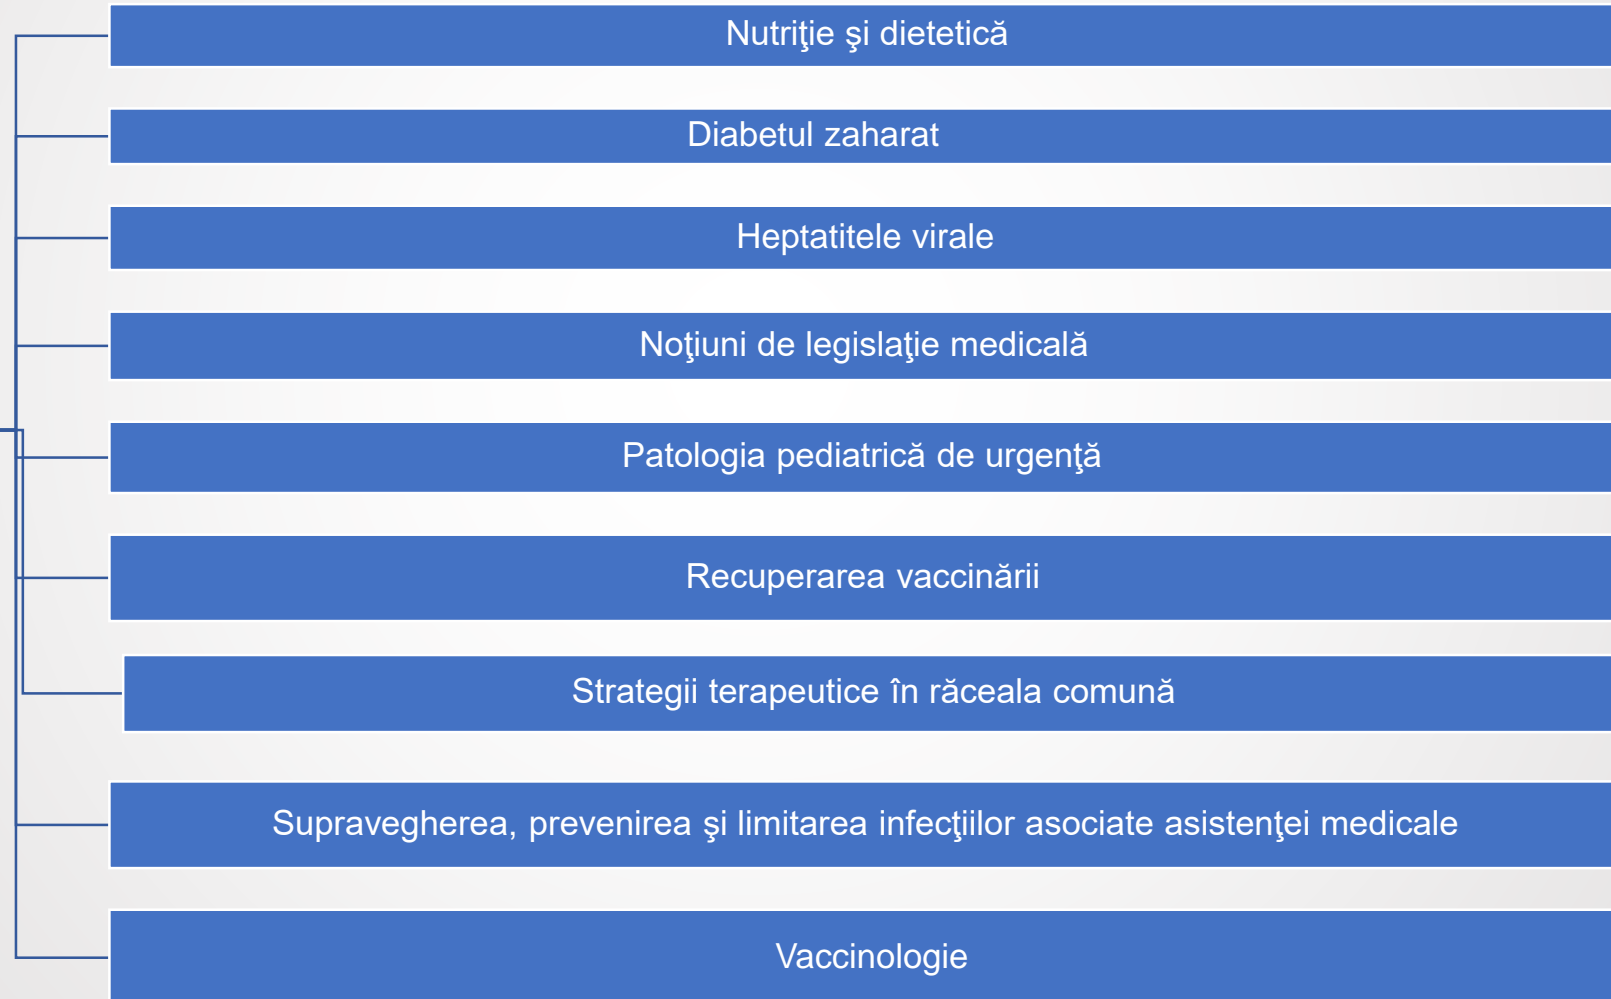 Nutriţie şi dietetică
Diabetul zaharat
Heptatitele virale
Noţiuni de legislaţie medicală
Patologia pediatrică de urgenţă
Recuperarea vaccinării
Strategii terapeutice în răceala comună
Supravegherea, prevenirea şi limitarea infecţiilor asociate asistenţei medicale
Vaccinologie